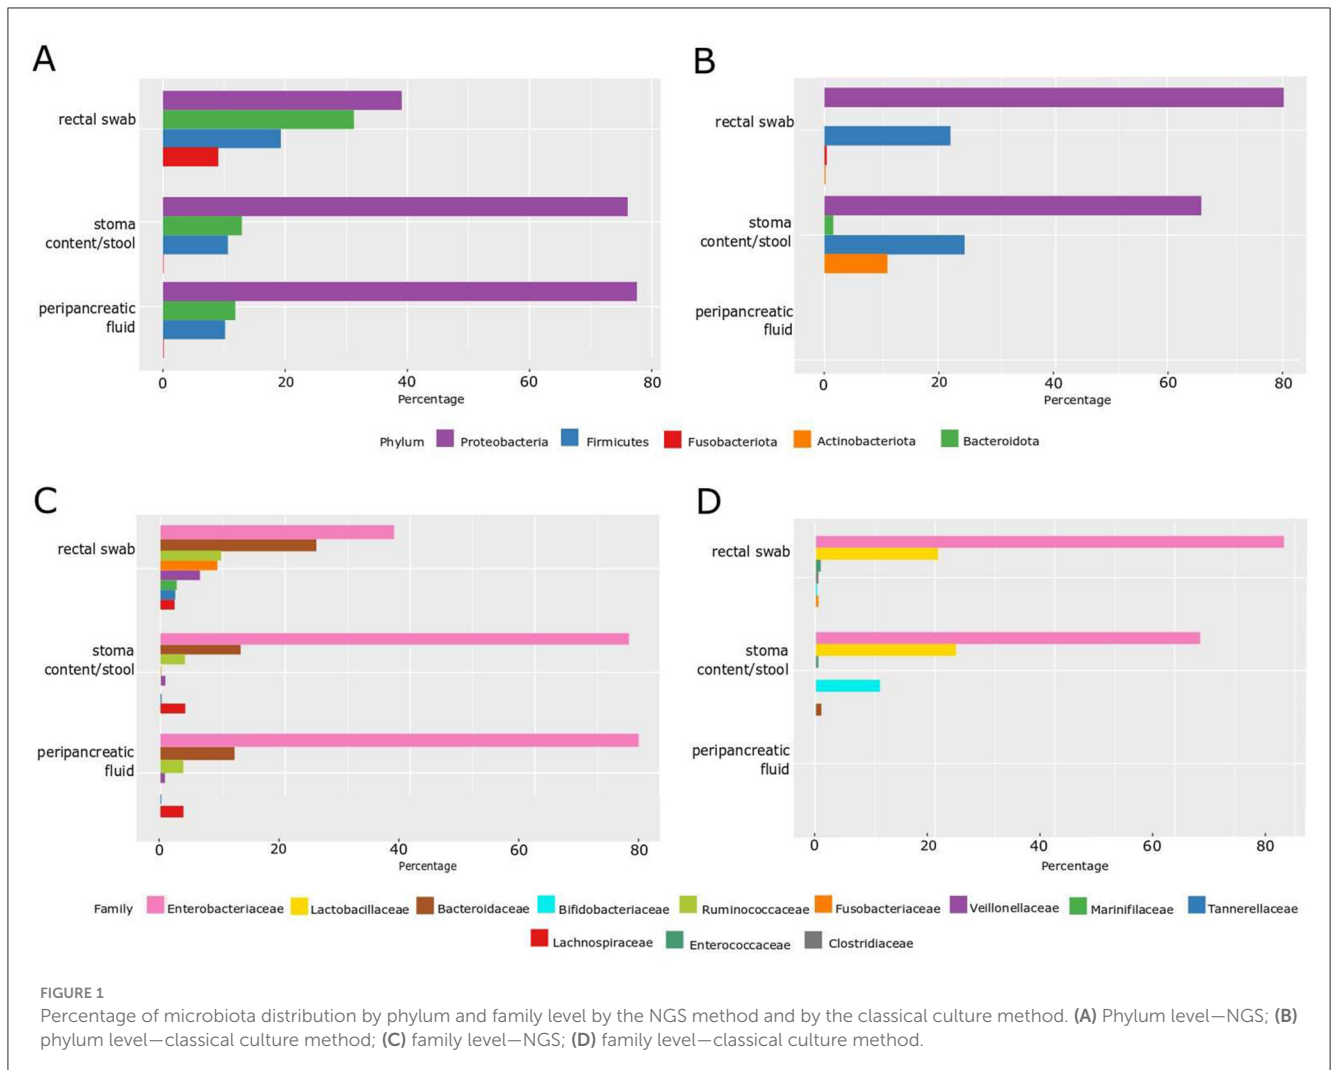 A
B
rectal swab
stoma
content/stool
peripancreatic
fluid
0 20 40 60 80
Percentage
rectal swab
stoma
content/stool
peripancreatic
fluid
0 20 40 60 80
Percentage
Phylum Proteobacteria Firmicutes Fusobacteriota Actinobacteriota Bacteroidota
C
D
rectal swab
stoma
content/stool
peripancreatic
fluid
0 20 40 60 80
Percentage
rectal swab
stoma
content/stool
peripancreatic
fluid
0 20 40 60 80
Percentage
Family Enterobacteriaceae Lactobacillaceae Bacteroidaceae Bifidobacteriaceae Ruminococcaceae Fusobacteriaceae Veillonellaceae Marinifilaceae Tannerellaceae
Lachnospiraceae Enterococcaceae Clostridiaceae
FIGURE 1
Percentage of microbiota distribution by phylum and family level by the NGS method and by the classical culture method. (A) Phylum level—NGS; (B)
phylum level—classical culture method; (C) family level—NGS; (D) family level—classical culture method.